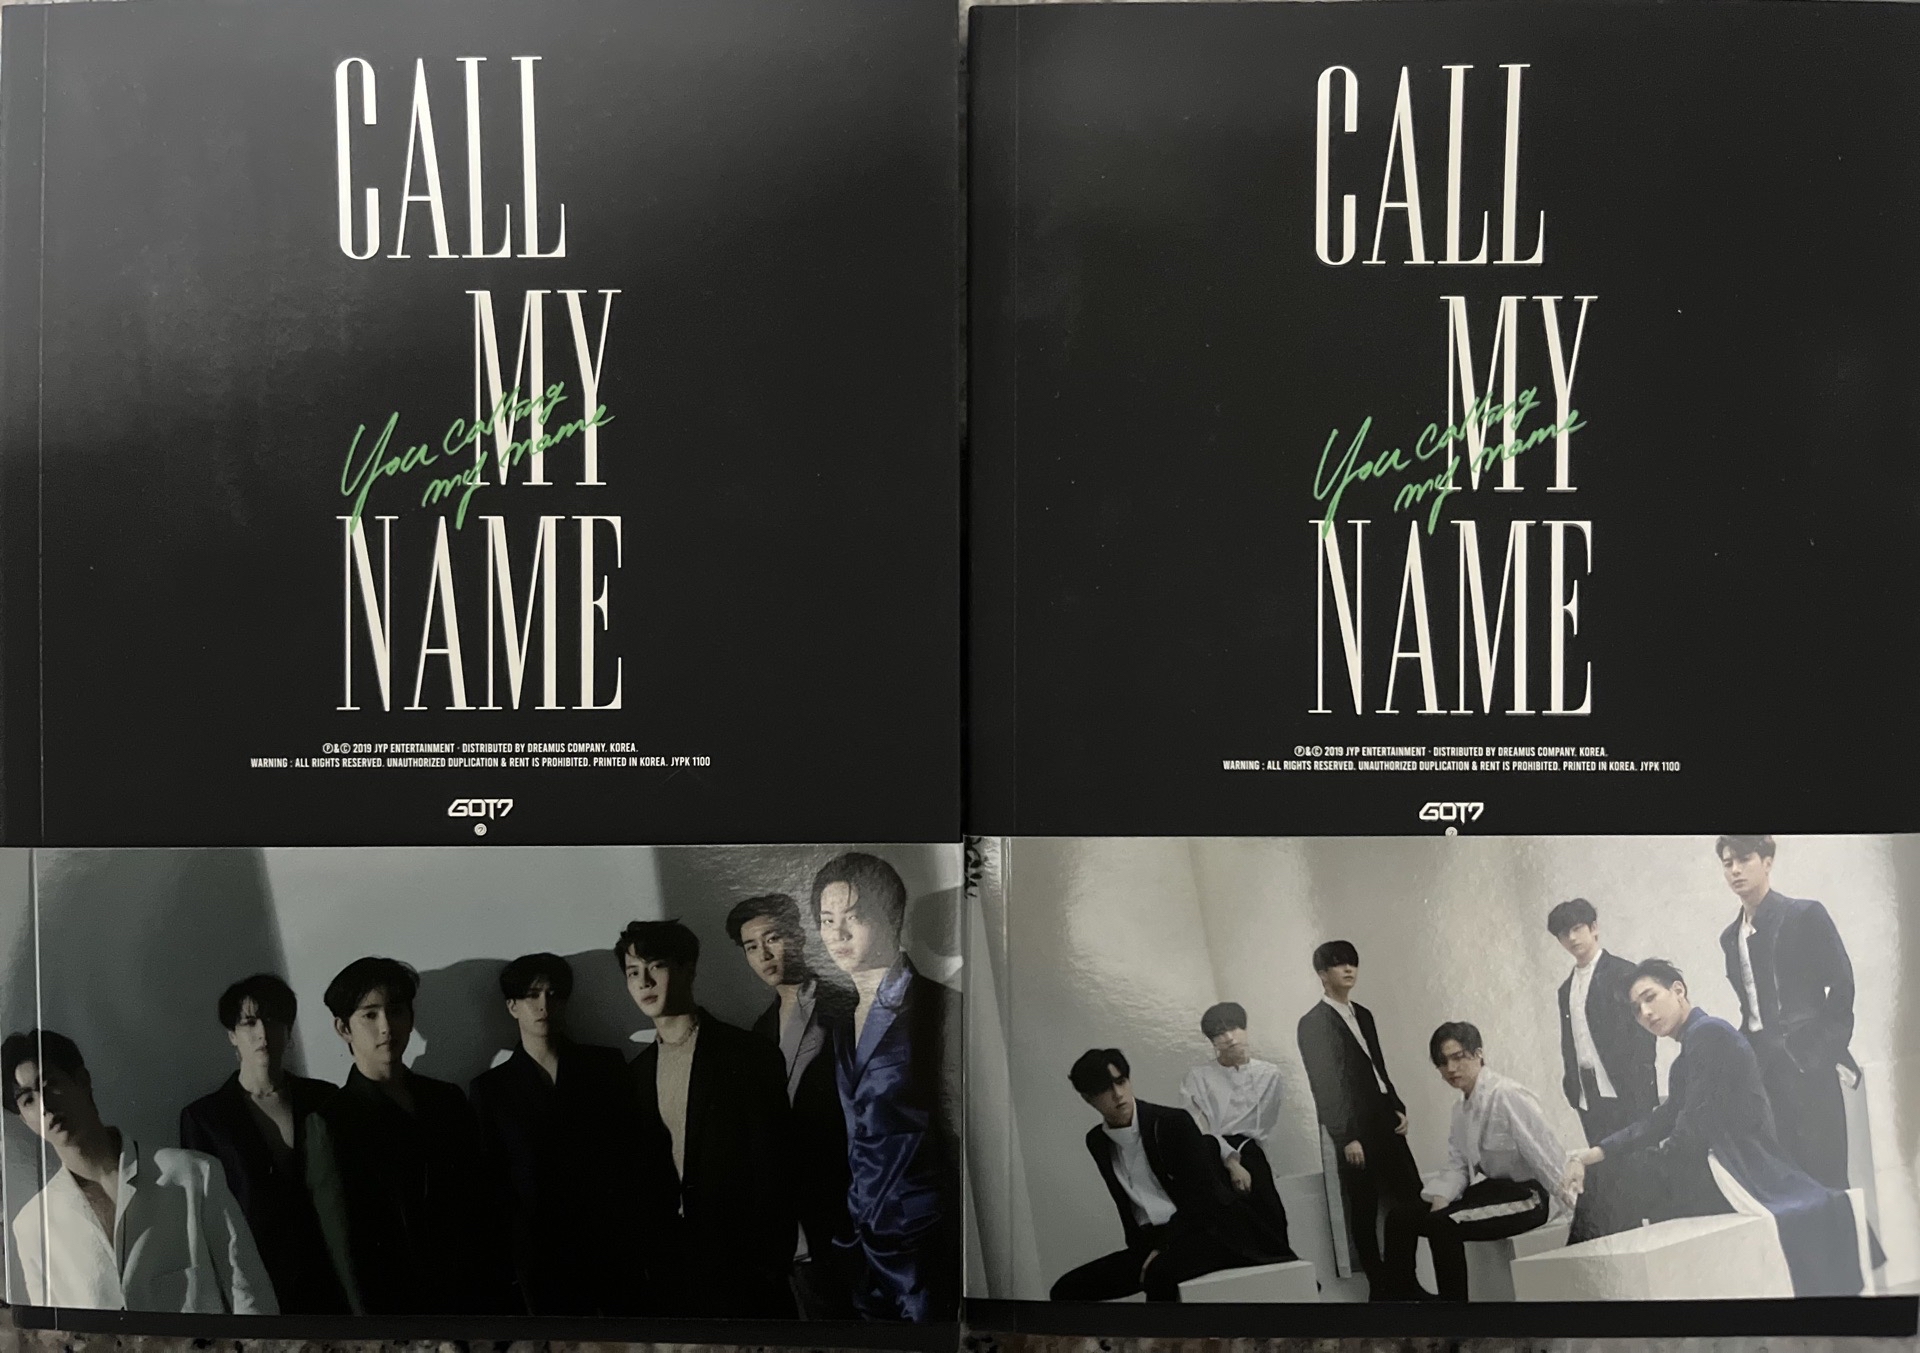 CALL
MY
You calling
my name
NAME
Ⓟ&Ⓒ 2019 JYP ENTERTAINMENT · DISTRIBUTED BY DREAMUS COMPANY. KOREA.
WARNING : ALL RIGHTS RESERVED. UNAUTHORIZED DUPLICATION & RENT IS PROHIBITED. PRINTED IN KOREA. JYPK 1100
GOT7
7
CALL
MY
You calling
my name
NAME
Ⓟ&Ⓒ 2019 JYP ENTERTAINMENT · DISTRIBUTED BY DREAMUS COMPANY. KOREA.
WARNING : ALL RIGHTS RESERVED. UNAUTHORIZED DUPLICATION & RENT IS PROHIBITED. PRINTED IN KOREA. JYPK 1100
GOT7